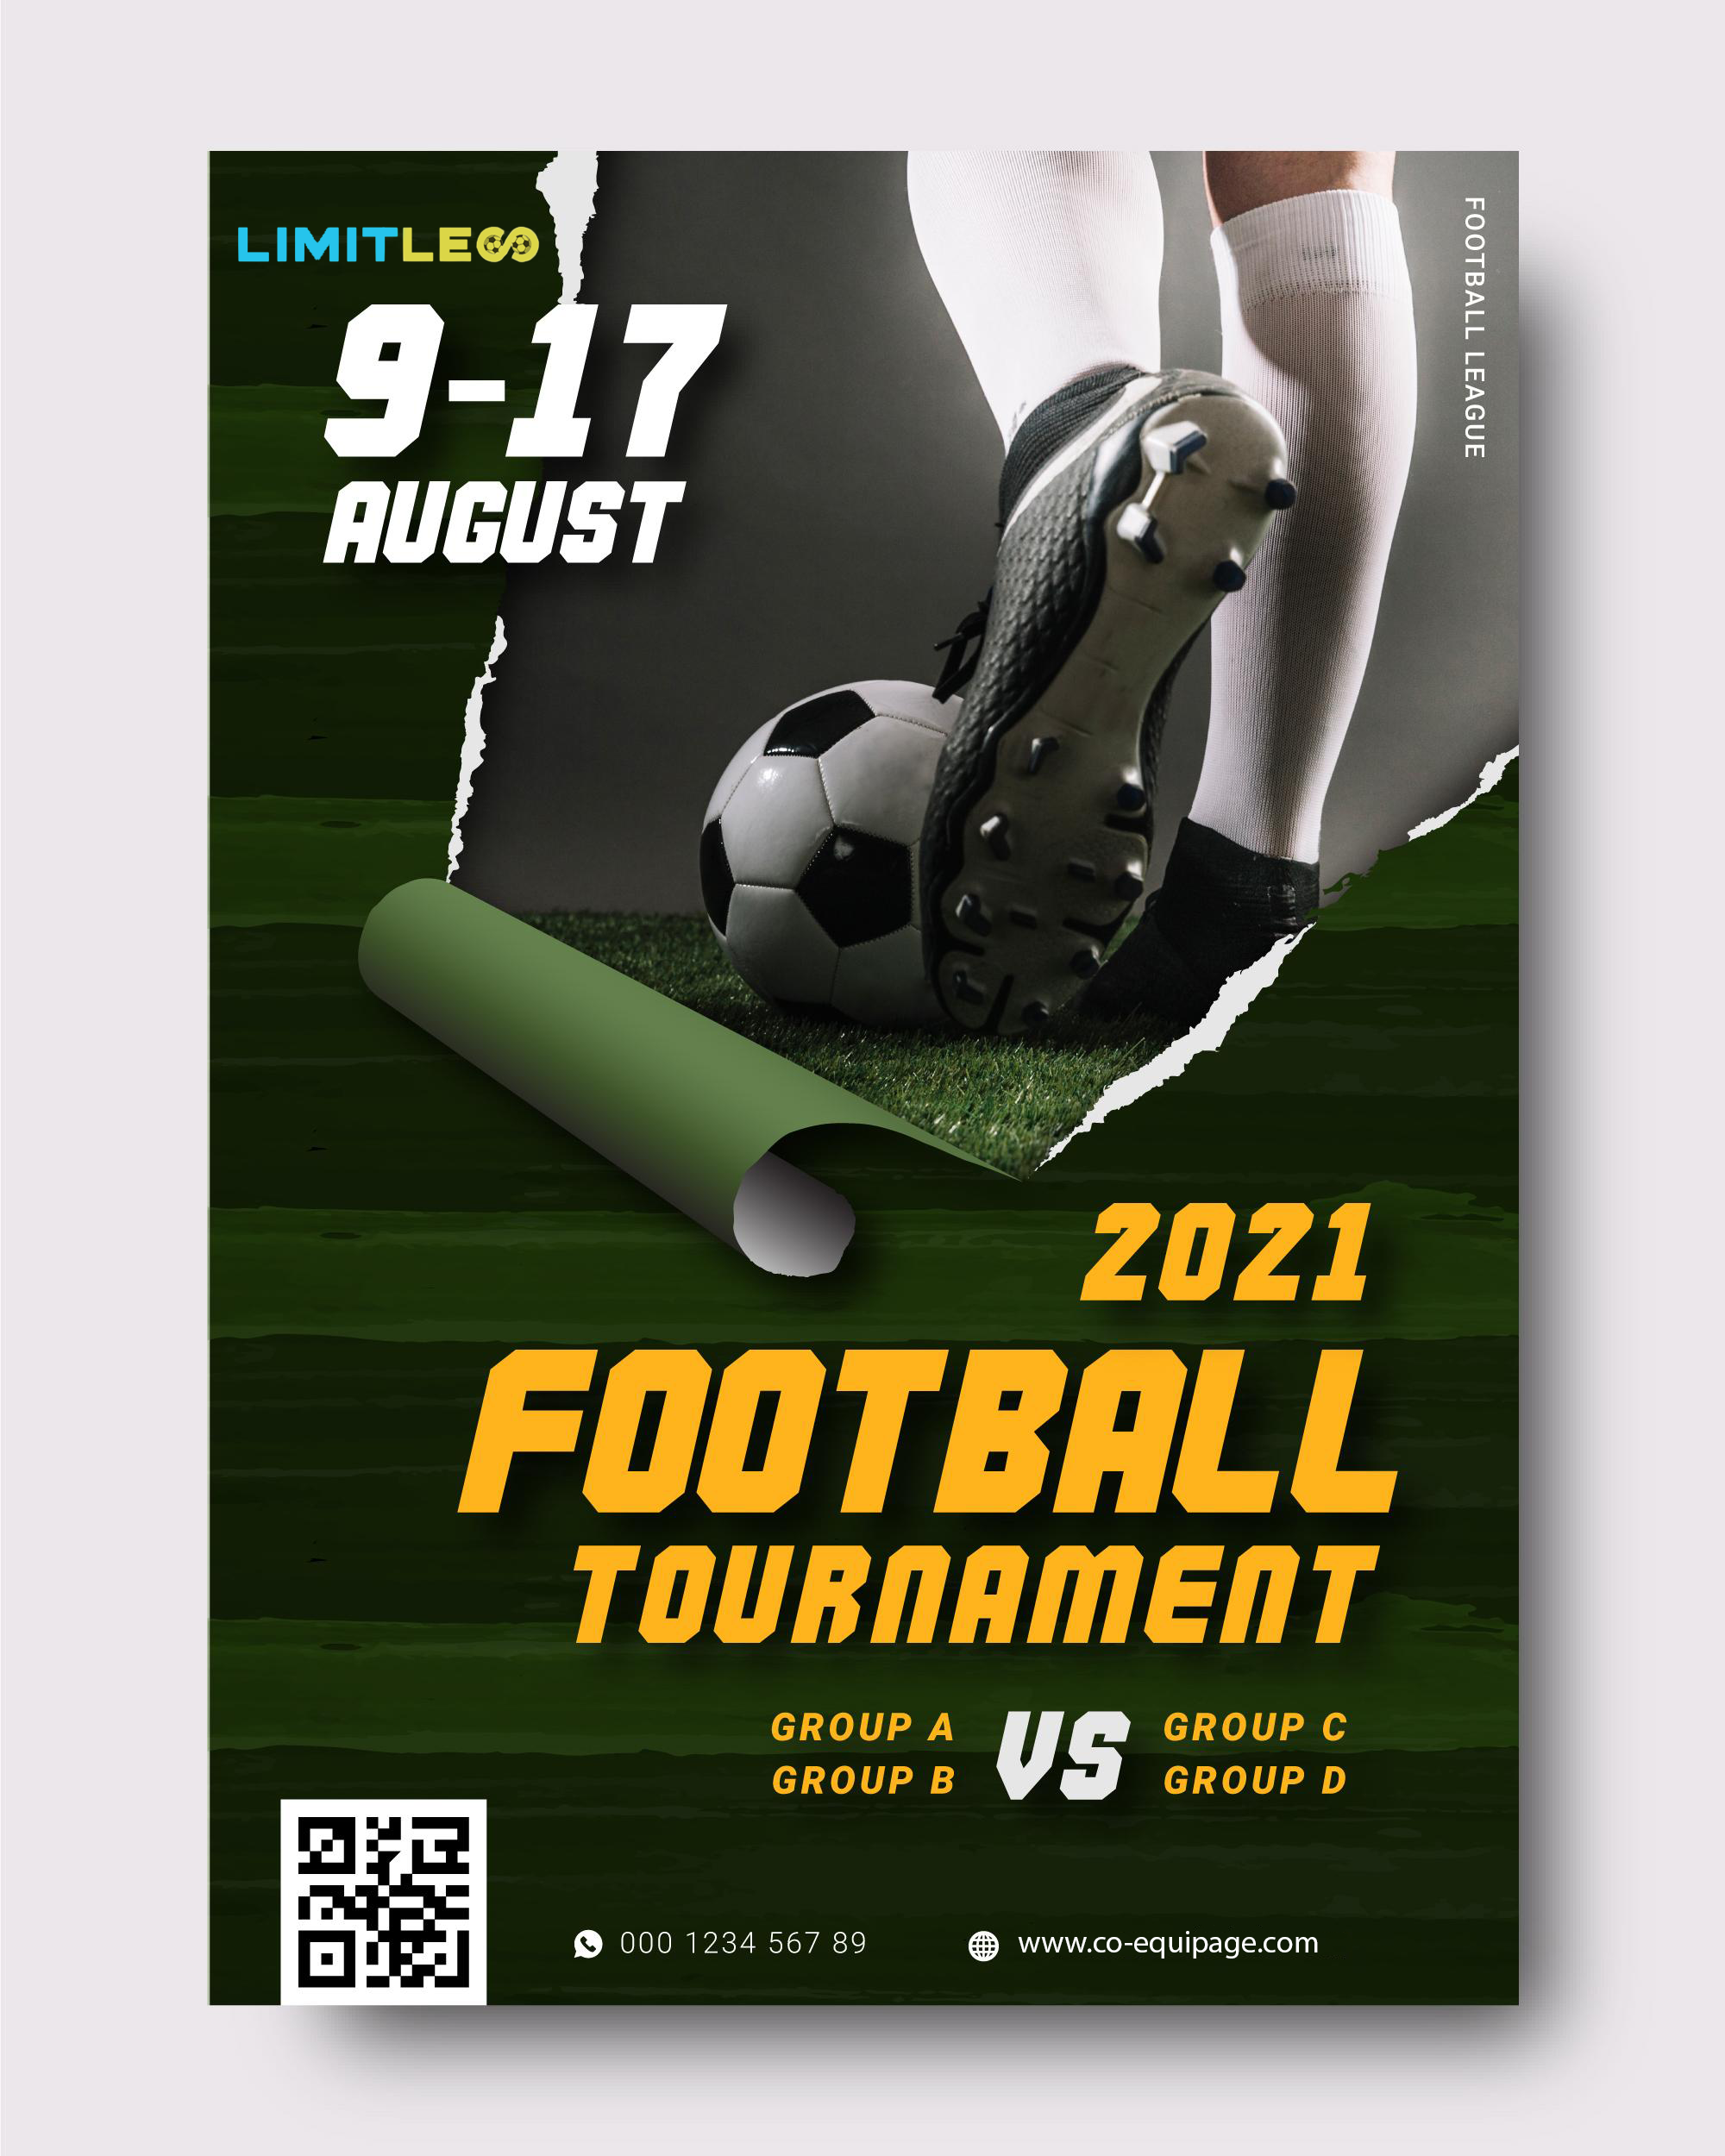 LIMITLESS
FOOTBALL LEAGUE
9-17
AUGUST
2021
FOOTBALL
TOURNAMENT
GROUP A VS GROUP C
GROUP B GROUP D
000 1234 567 89 www.co-equipage.com